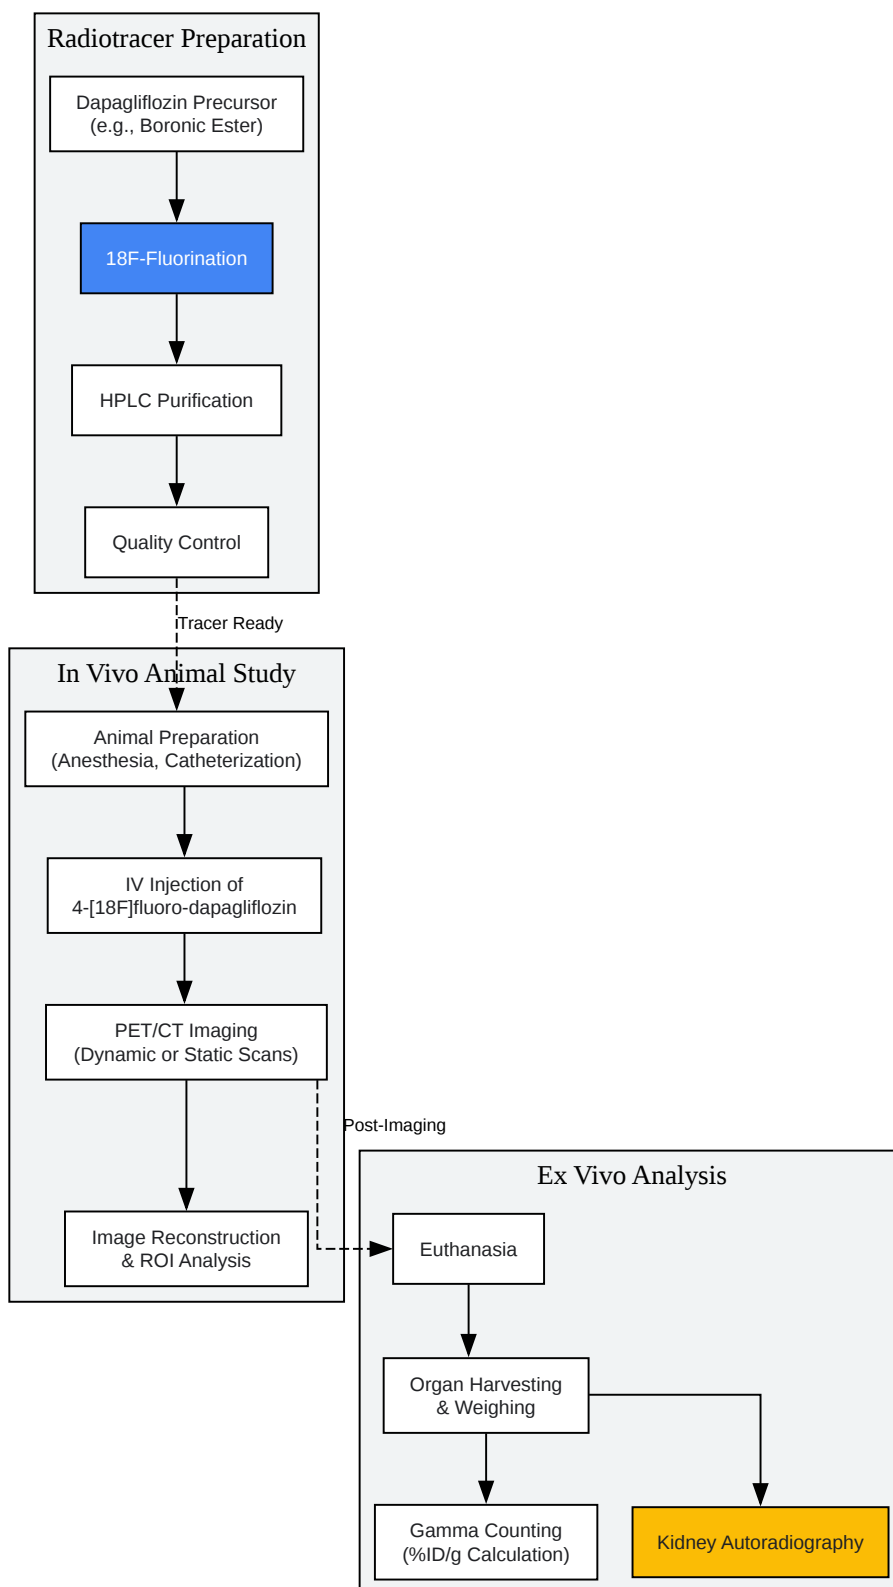 Radiotracer Preparation
Dapagliflozin Precursor
(e.g., Boronic Ester)
18F-Fluorination
HPLC Purification
Quality Control
Tracer Ready
In Vivo Animal Study
Animal Preparation
(Anesthesia, Catheterization)
IV Injection of
4-[18F]fluoro-dapagliflozin
PET/CT Imaging
(Dynamic or Static Scans)
Post-Imaging
Image Reconstruction
& ROI Analysis
Ex Vivo Analysis
Euthanasia
Organ Harvesting
& Weighing
Gamma Counting
(%ID/g Calculation)
Kidney Autoradiography